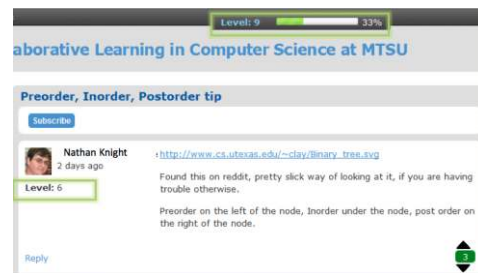 Level: 9 33%
aborative Learning in Computer Science at MTSU
Preorder, Inorder, Postorder tip
Subscribe
Nathan Knight
2 days ago
Level: 6
http://www.cs.utexas.edu/~clay/Binary_tree.svg
Found this on reddit, pretty slick way of looking at it, if you are having
trouble otherwise.
Preorder on the left of the node, Inorder under the node, post order on
the right of the node.
Reply
3